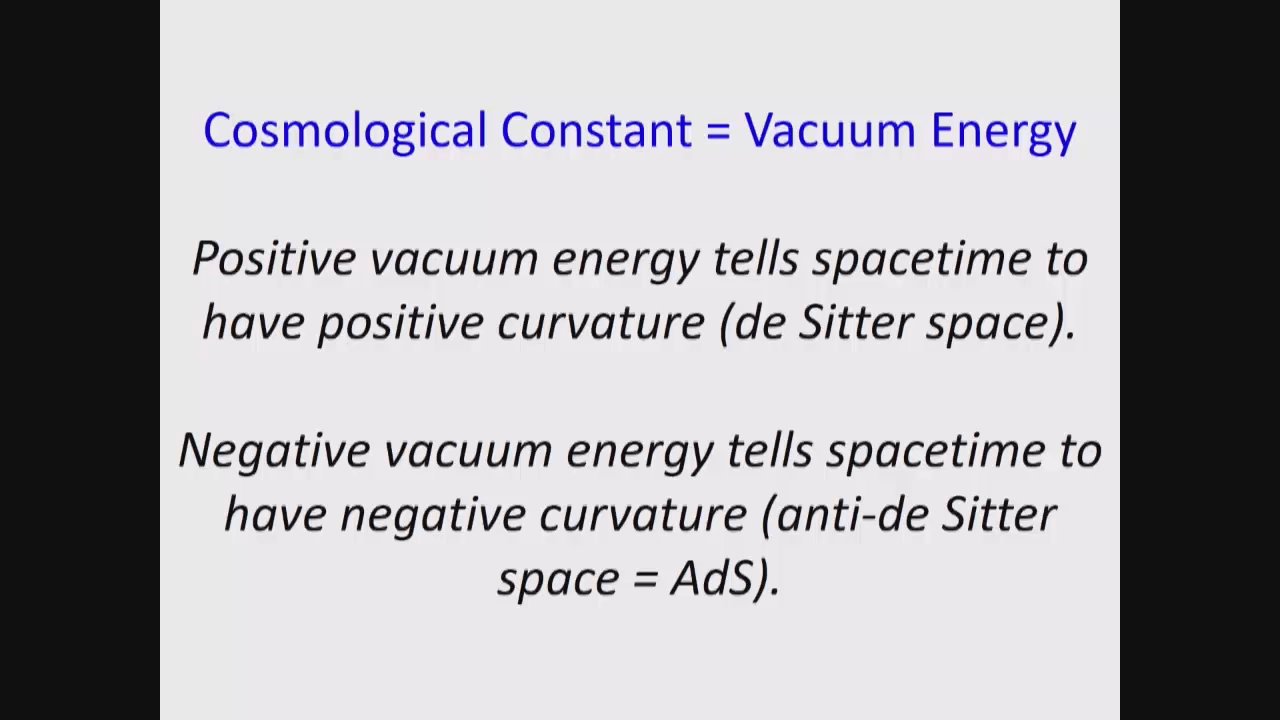 Cosmological Constant = Vacuum Energy
Positive vacuum energy tells spacetime to
have positive curvature (de Sitter space).
Negative vacuum energy tells spacetime to
have negative curvature (anti-de Sitter
space = AdS).